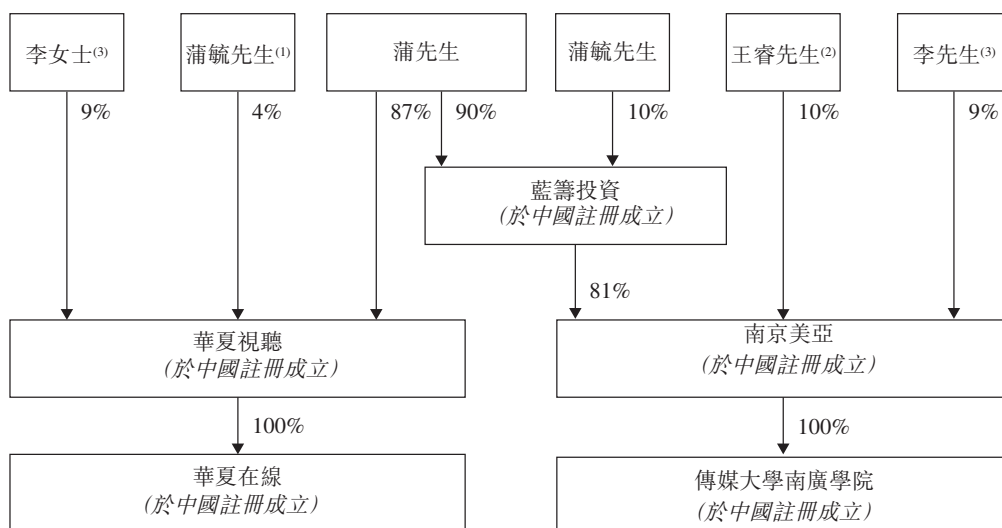 李女士(3)
蒲毓先生(1)
蒲先生
蒲毓先生
王睿先生(2)
李先生(3)
9%
4%
87%
90%
10%
10%
9%
藍籌投資
(於中國註冊成立)
81%
華夏視聽
(於中國註冊成立)
南京美亞
(於中國註冊成立)
100%
100%
華夏在線
(於中國註冊成立)
傳媒大學南廣學院
(於中國註冊成立)